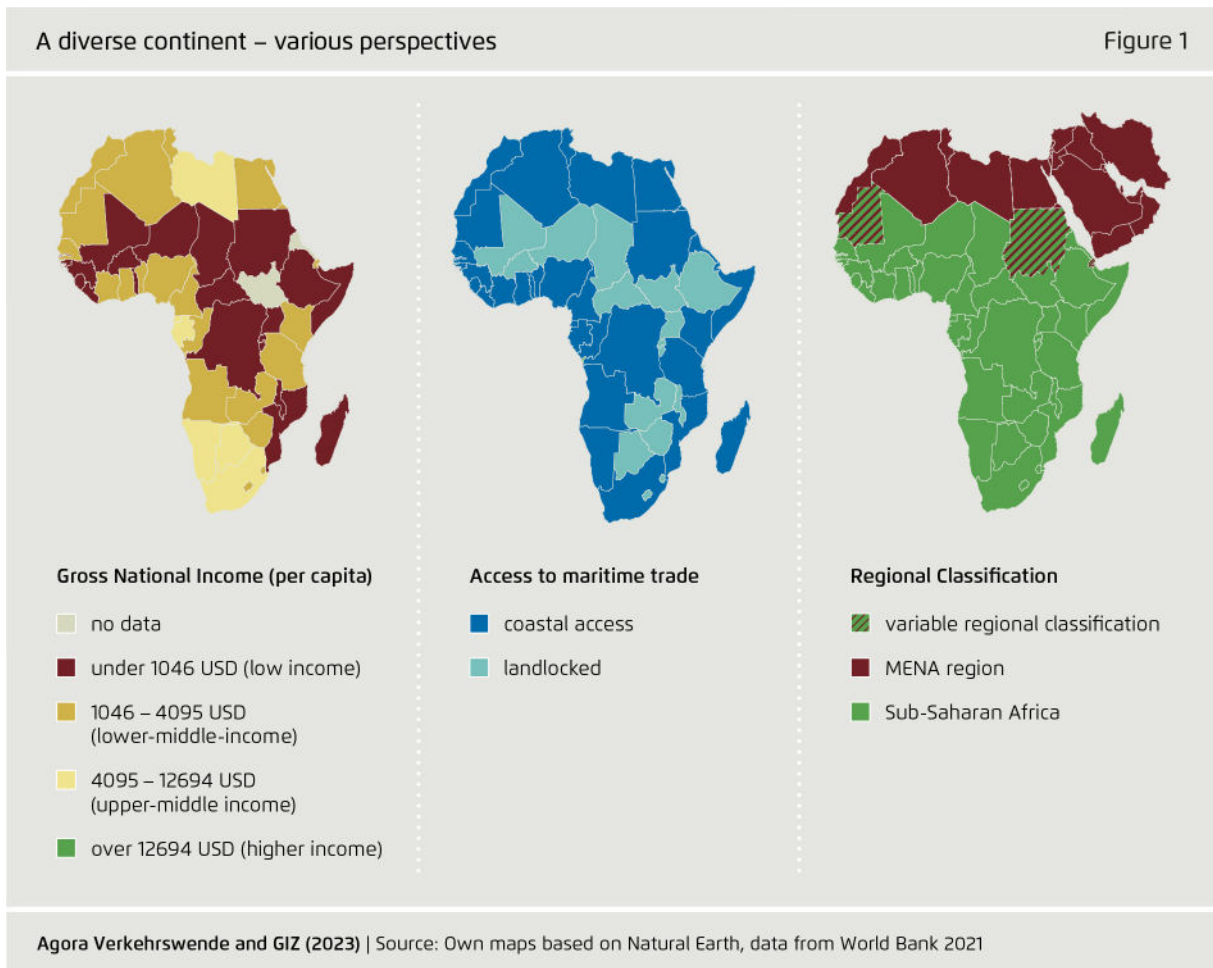 A diverse continent – various perspectives
Figure 1
Gross National Income (per capita)
no data
under 1046 USD (low income)
1046 – 4095 USD
(lower-middle-income)
4095 – 12694 USD
(upper-middle income)
over 12694 USD (higher income)
Access to maritime trade
coastal access
landlocked
Regional Classification
variable regional classification
MENA region
Sub-Saharan Africa
Agora Verkehrswende and GIZ (2023) | Source: Own maps based on Natural Earth, data from World Bank 2021